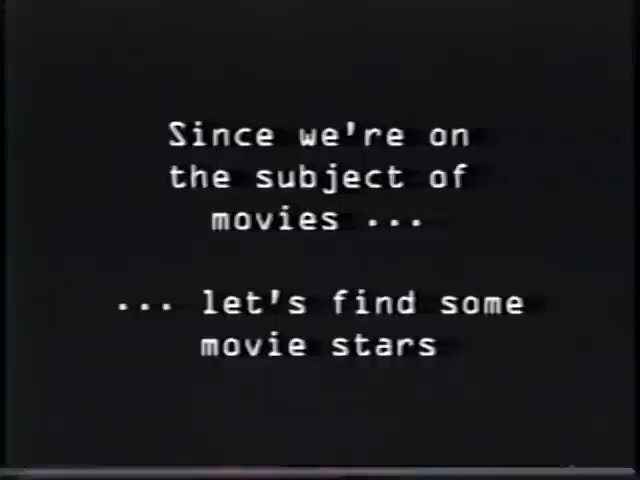 Since we're on
the subject of
movies ...
... let's find some
movie stars